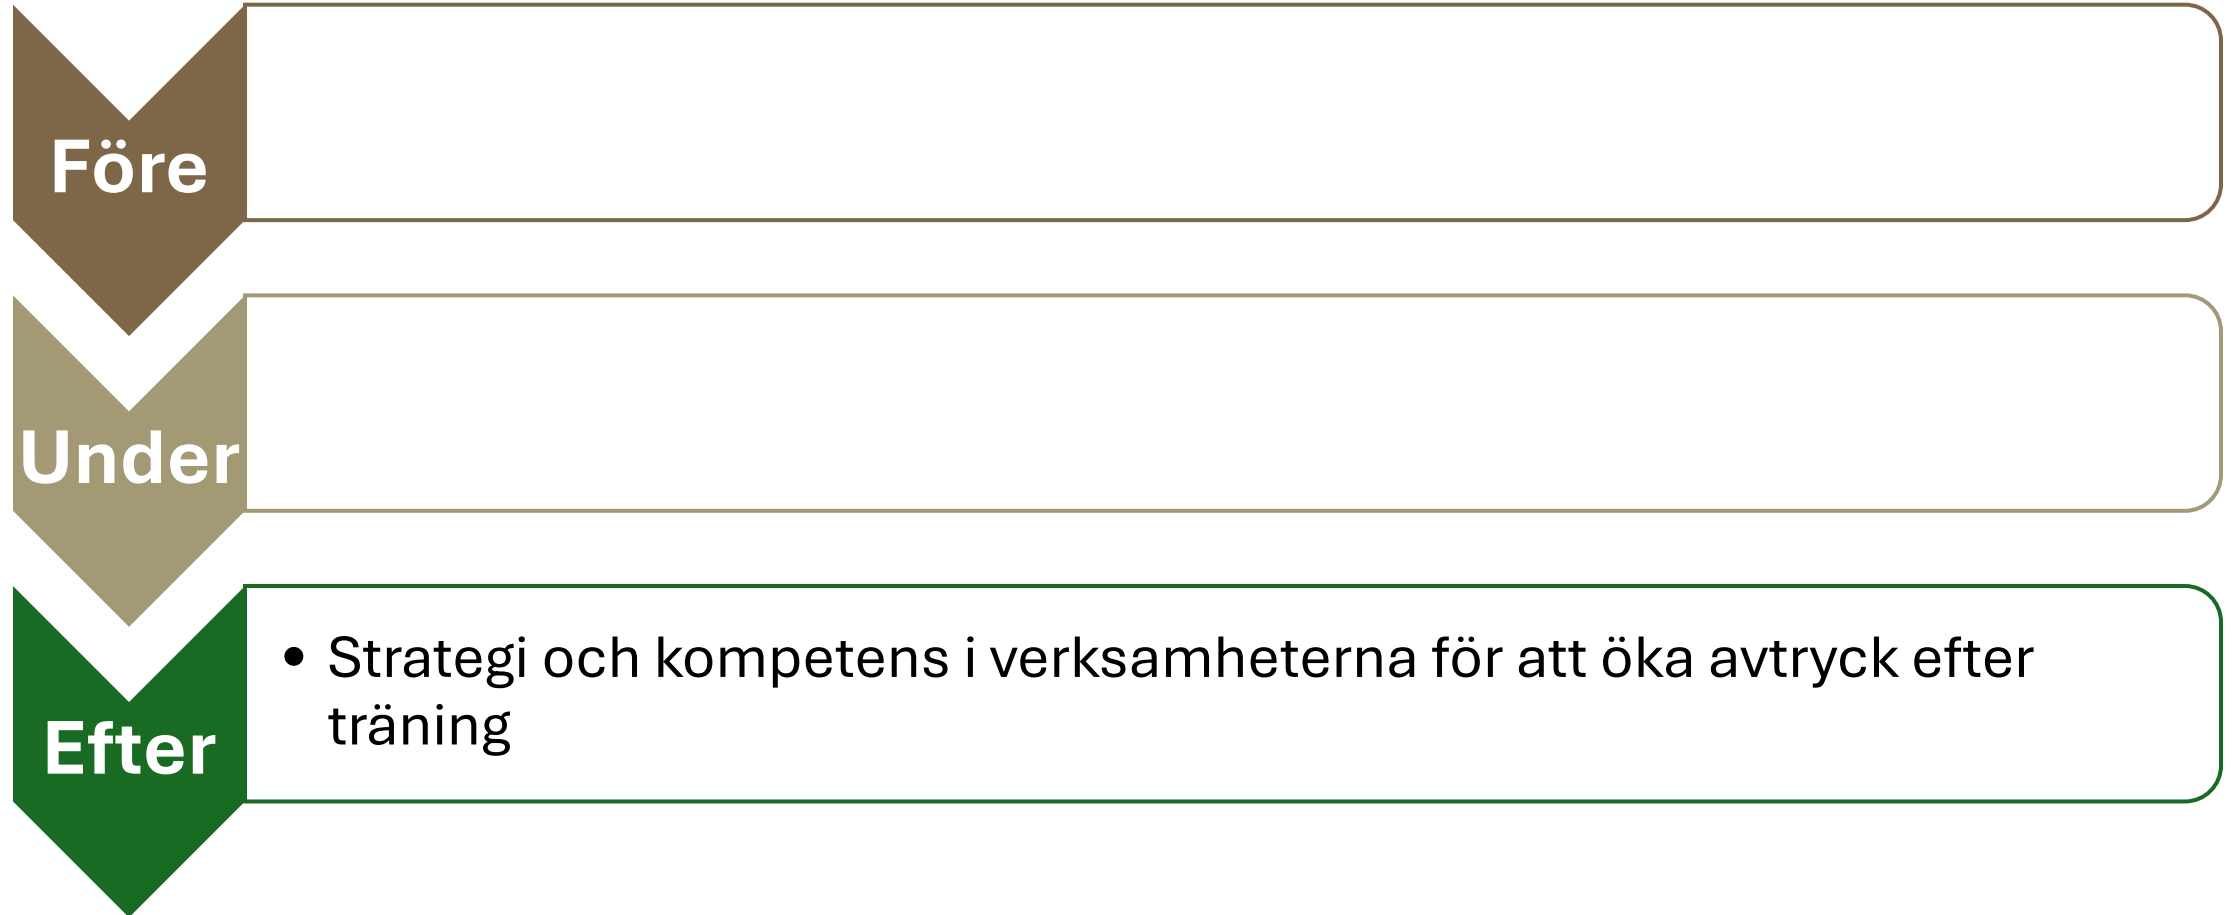 Före
Under
Efter
• Strategi och kompetens i verksamheterna för att öka avtryck efter
träning